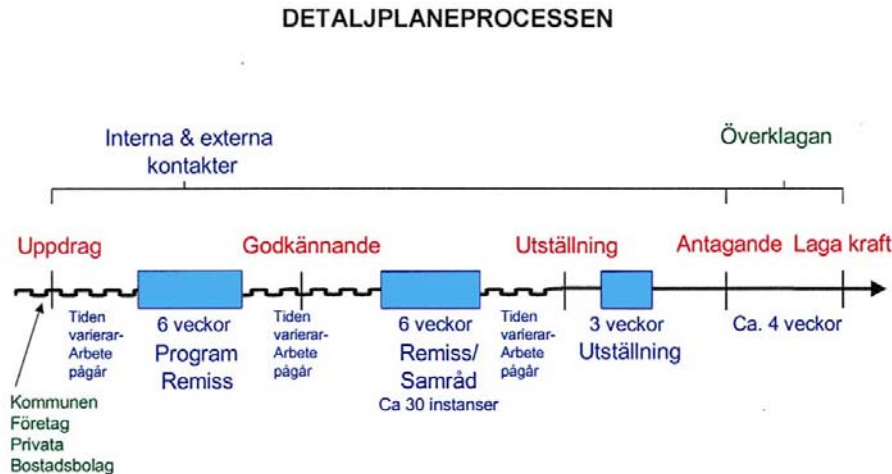 DETALJPLANEPROCESSEN
Interna & externa
kontakter
Överklagan
Uppdrag
Godkännande
Utställning
Antagande
Laga kraft
Tiden
varierar-
Arbete
pågår
6 veckor
Program
Remiss
Tiden
varierar-
Arbete
pågår
6 veckor
Remiss/
Samråd
Ca 30 instanser
Tiden
varierar-
Arbete
pågår
3 veckor
Utställning
Ca. 4 veckor
Kommunen
Företag
Privata
Bostadsbolag